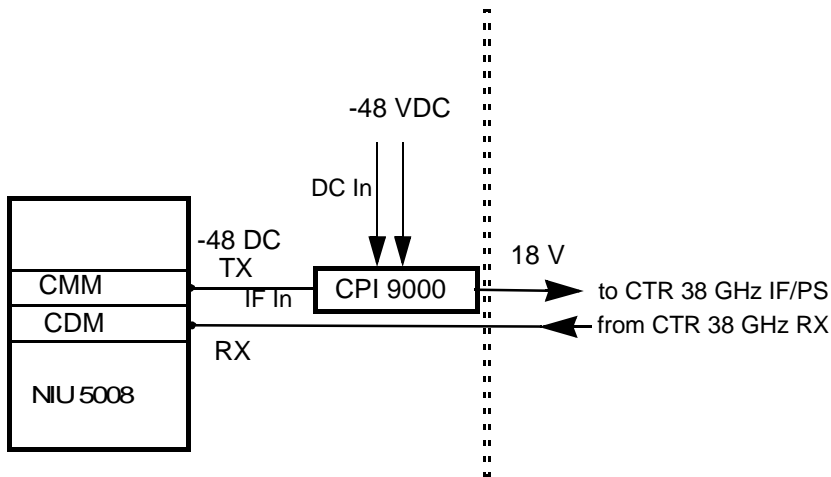 -48 VDC
DC In
-48 DC
TX
18 V
CMM
IF In
CPI 9000
to CTR 38 GHz IF/PS
CDM
from CTR 38 GHz RX
RX
NIU 5008